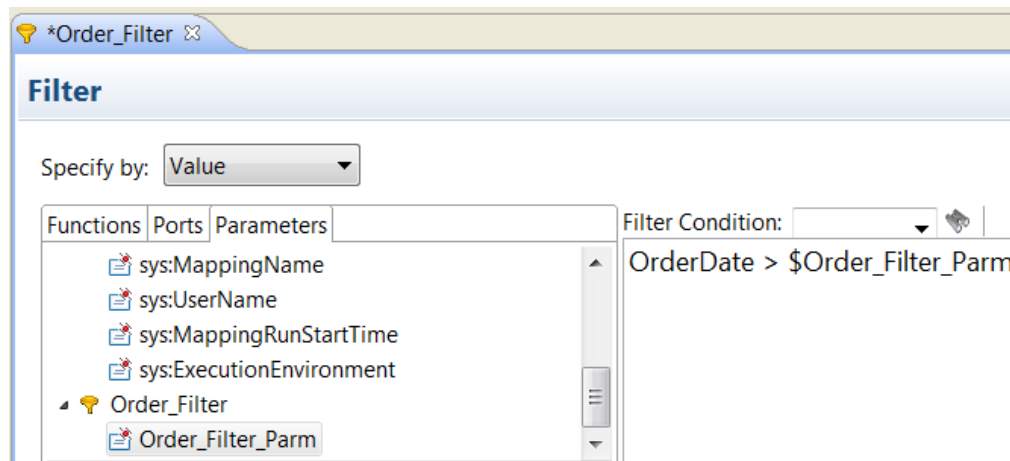 *Order_Filter
Filter
Specify by: Value
Functions Ports Parameters
Filter Condition:
sys:MappingName
OrderDate > $Order_Filter_Parm
sys:UserName
sys:MappingRunStartTime
sys:ExecutionEnvironment
Order_Filter
Order_Filter_Parm